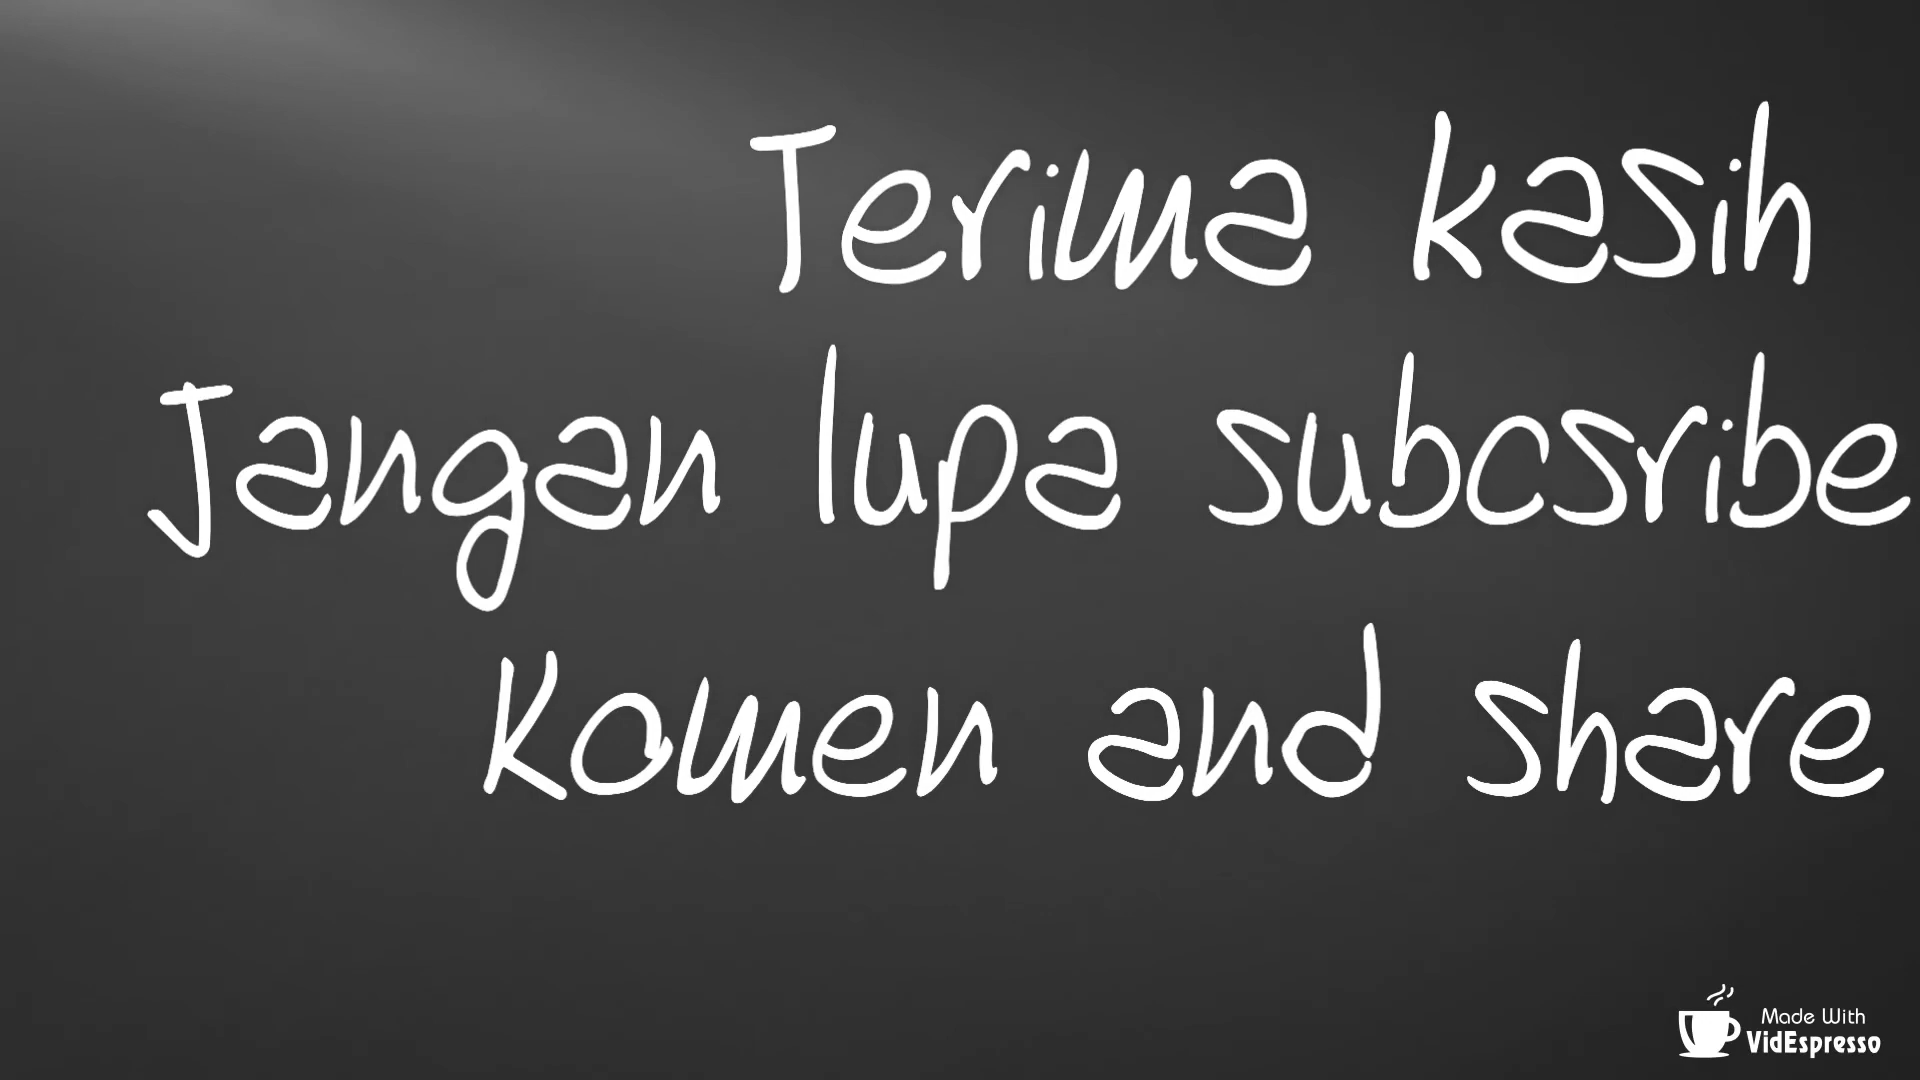 Terima kasih
Jangan lupa subcsribe
Komen and share
Made With
VidEspresso